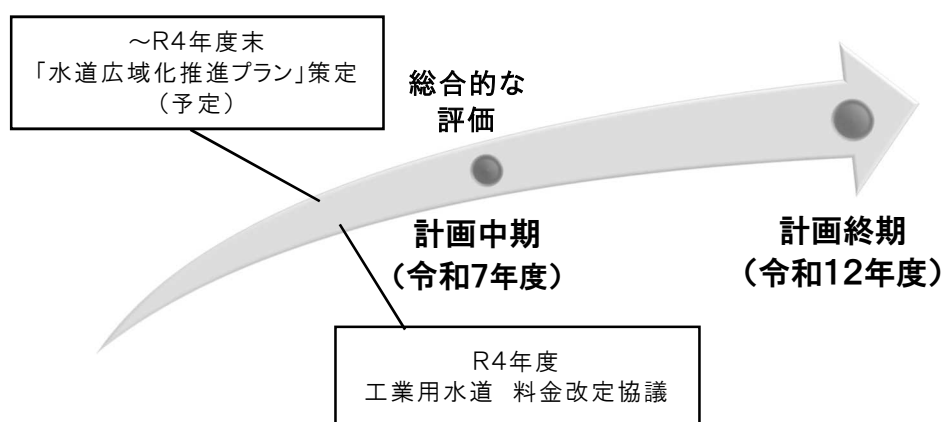 ～R4年度末
「水道広域化推進プラン」策定
（予定）
総合的な
評価
計画中期
（令和7年度）
計画終期
（令和12年度）
R4年度
工業用水道　料金改定協議